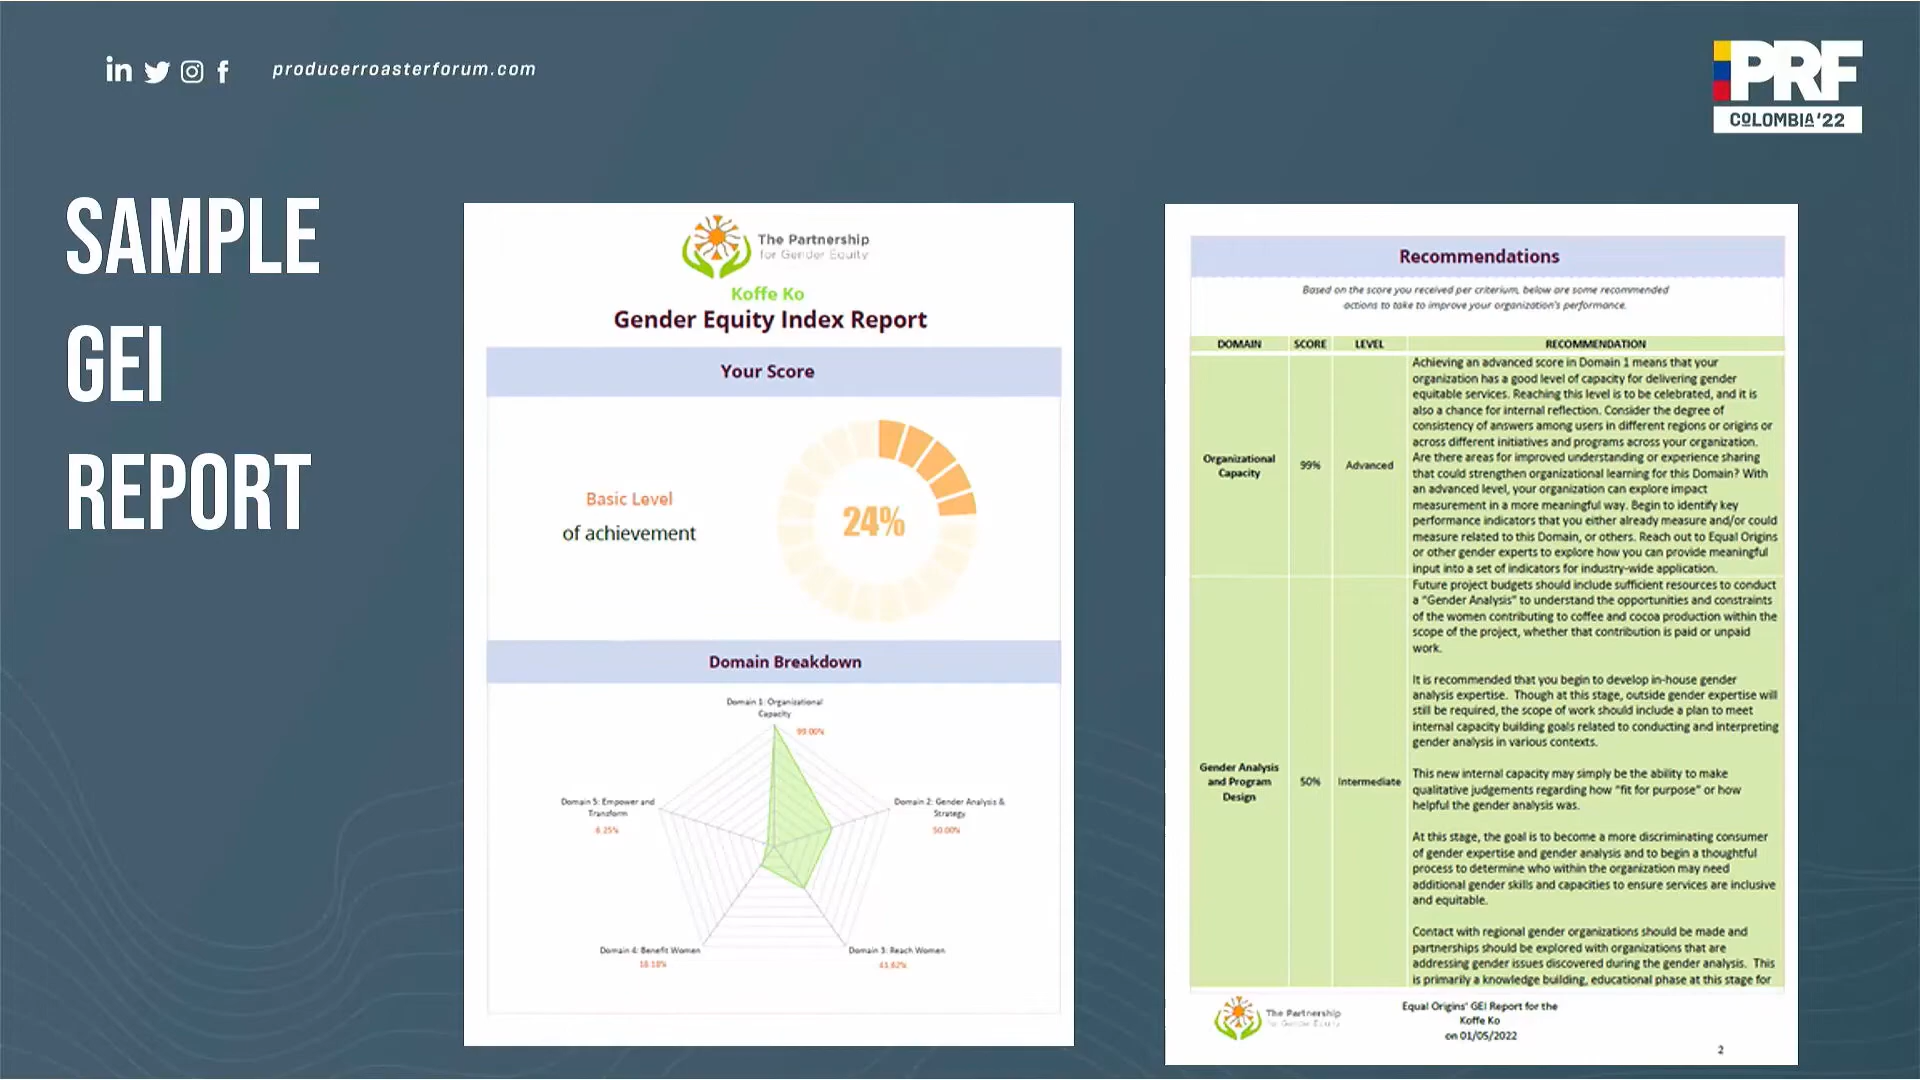 in f producerroasterforum.com
PRF
COLOMBIA'22
SAMPLE
GEI
REPORT
The Partnership
for Gender Equity
Koffe Ko
Gender Equity Index Report
Your Score
Basic Level
of achievement
24%
Domain Breakdown
Domain 1: Organizational
Capacity
99.00%
Domain 5: Empower and
Transform
6.25%
Domain 2: Gender Analysis &
Strategy
50.00%
Domain 4: Benefit Women
18.18%
Domain 3: Reach Women
Recommendations
Based on the score you received per criterium, below are some recommended
actions to take to improve your organization's performance.
DOMAIN SCORE LEVEL RECOMMENDATION
Organizational
Capacity
99%
Advanced
Achieving an advanced score in Domain 1 means that your
organization has a good level of capacity for delivering gender
equitable services. Reaching this level is to be celebrated, and it is
also a chance for internal reflection. Consider the degree of
consistency of answers among users in different regions or origins or
across different initiatives and programs across your organization.
Are there areas for improved understanding or experience sharing
that could strengthen organizational learning for this Domain? With
an advanced level, your organization can explore impact
measurement in a more meaningful way. Begin to identify key
performance indicators that you either already measure and/or could
measure related to this Domain, or others. Reach out to Equal Origins
or other gender experts to explore how you can provide meaningful
input into a set of indicators for industry-wide application.
Gender Analysis
and Program
Design
50%
Intermediate
Future project budgets should include sufficient resources to conduct
a "Gender Analysis" to understand the opportunities and constraints
of the women contributing to coffee and cocoa production within the
scope of the project, whether that contribution is paid or unpaid
work.
It is recommended that you begin to develop in-house gender
analysis expertise. Though at this stage, outside gender expertise will
still be required, the scope of work should include a plan to meet
internal capacity building goals related to conducting and interpreting
gender analysis in various contexts.
This new internal capacity may simply be the ability to make
qualitative judgements regarding how "fit for purpose" or how
helpful the gender analysis was.
At this stage, the goal is to become a more discriminating consumer
of gender expertise and gender analysis and to begin a thoughtful
process to determine who within the organization may need
additional gender skills and capacities to ensure services are inclusive
and equitable.
Contact with regional gender organizations should be made and
partnerships should be explored with organizations that are
addressing gender issues discovered during the gender analysis. This
is primarily a knowledge building, educational phase at this stage for
The Partnership
for Gender Equity
Equal Origins' GEI Report for the
Koffe Ko
on 01/05/2022
2